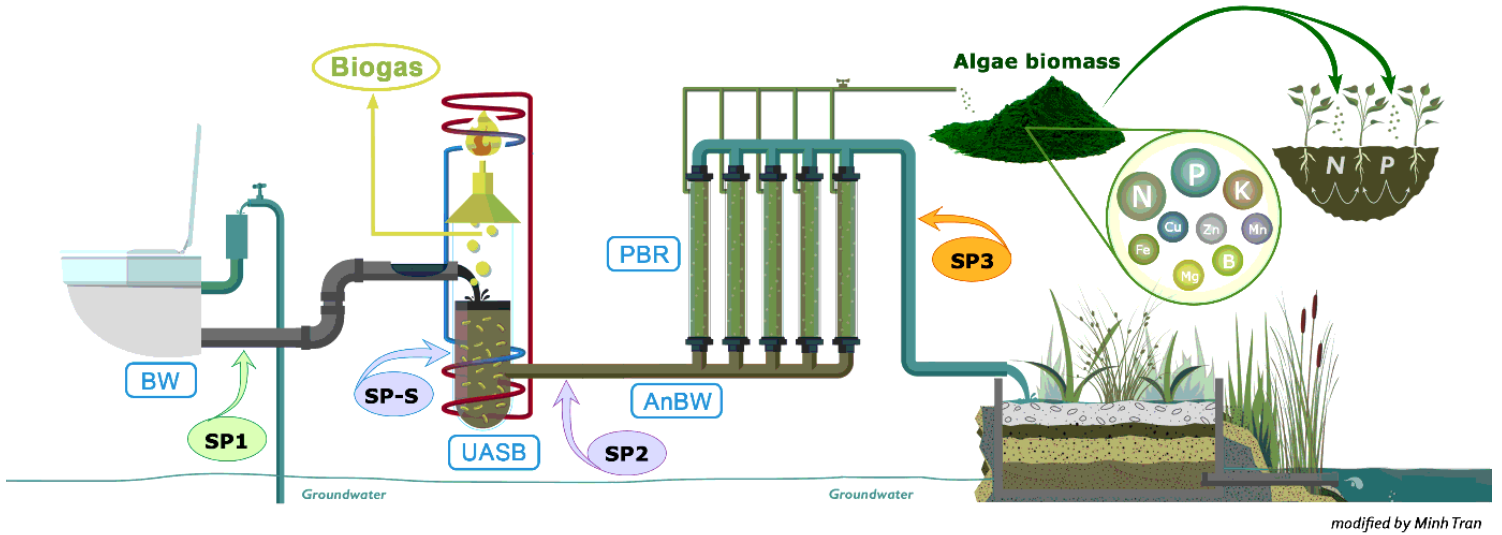 Biogas
Algae biomass
N P
N
P
K
Cu
Zn
Mn
Fe
B
Mg
PBR
SP3
BW
SP-S
AnBW
SP1
UASB
SP2
Groundwater
Groundwater
modified by Minh Tran